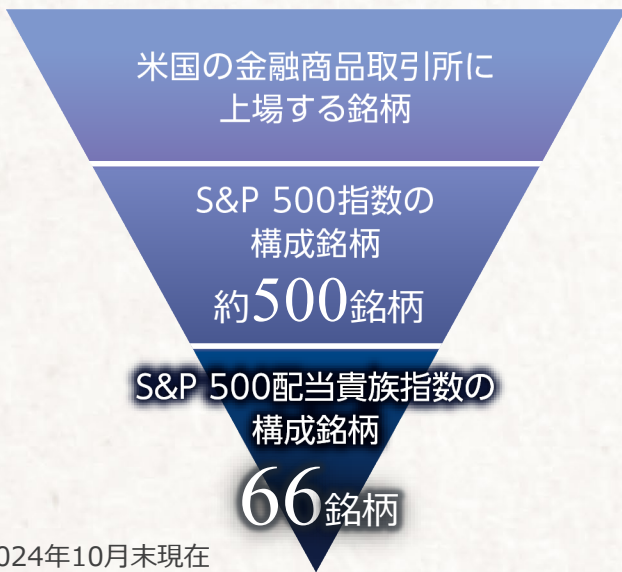 米国の金融商品取引所に
上場する銘柄
S&P 500指数の
構成銘柄
約500銘柄
S&P 500配当貴族指数の
構成銘柄
66銘柄
024年10月末現在